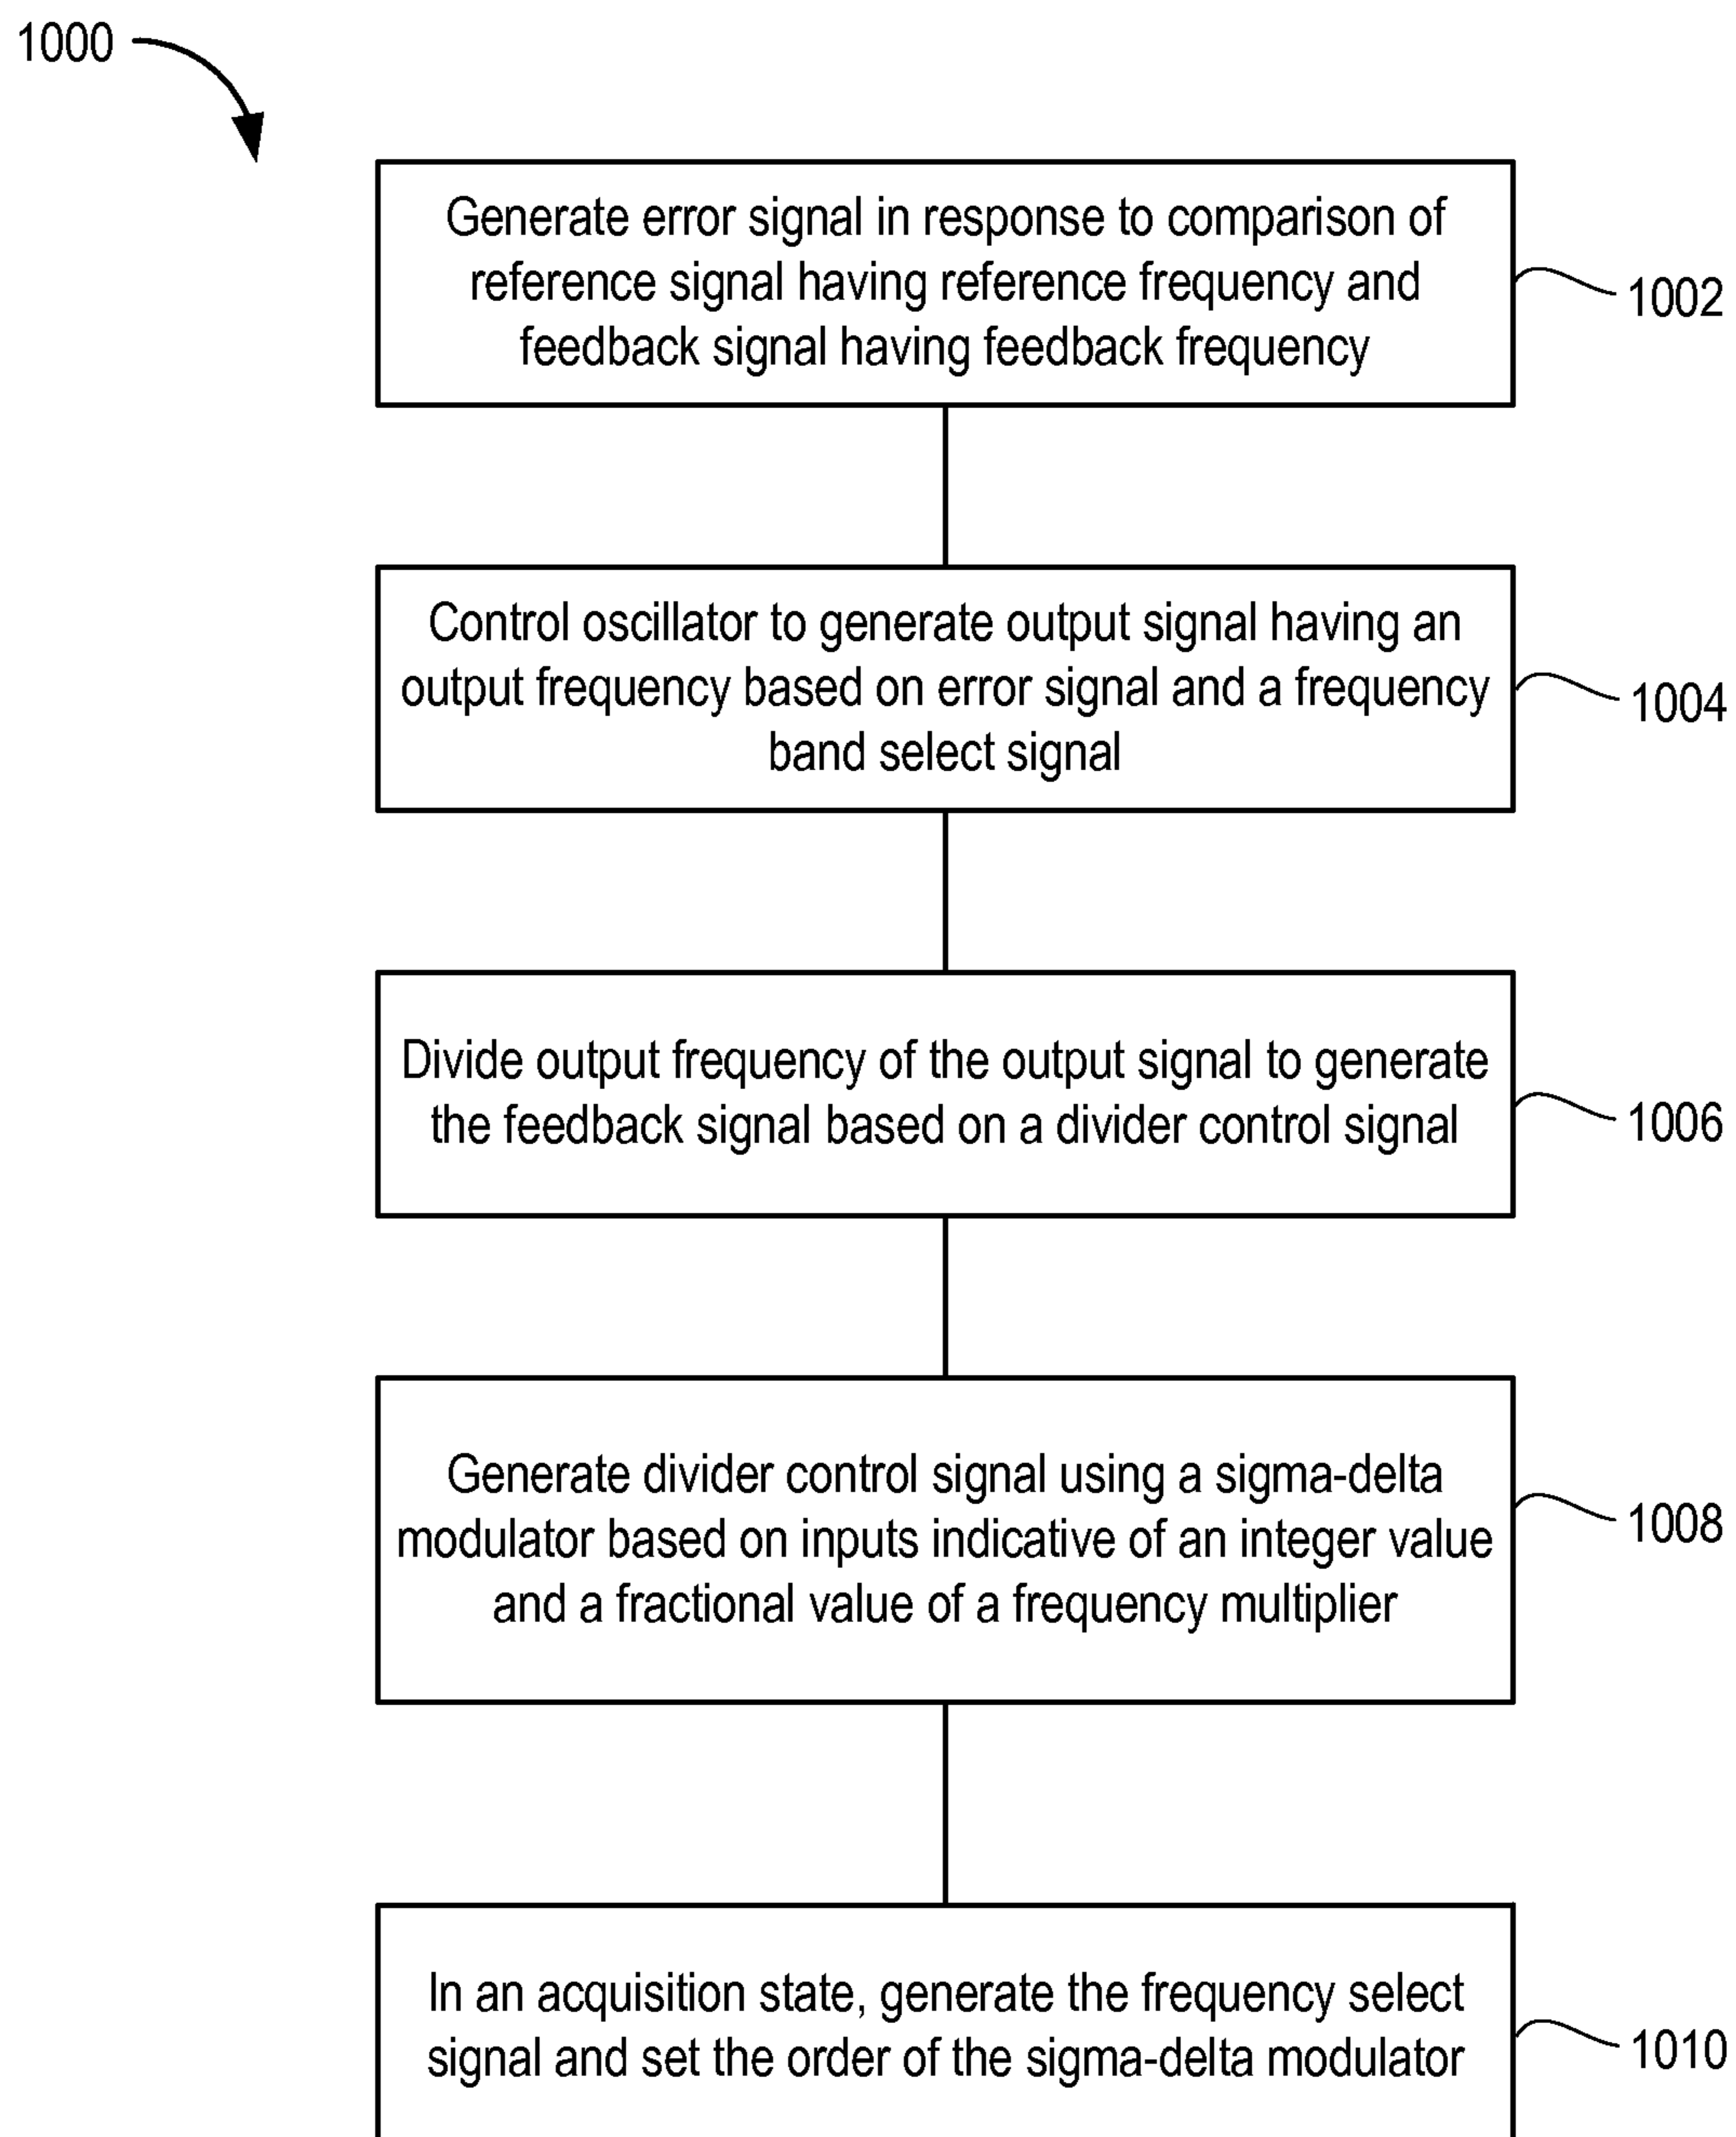 1000
Generate error signal in response to comparison of
reference signal having reference frequency and
feedback signal having feedback frequency
1002
Control oscillator to generate output signal having an
output frequency based on error signal and a frequency
band select signal
1004
Divide output frequency of the output signal to generate
the feedback signal based on a divider control signal
1006
Generate divider control signal using a sigma-delta
modulator based on inputs indicative of an integer value
and a fractional value of a frequency multiplier
1008
In an acquisition state, generate the frequency select
signal and set the order of the sigma-delta modulator
1010